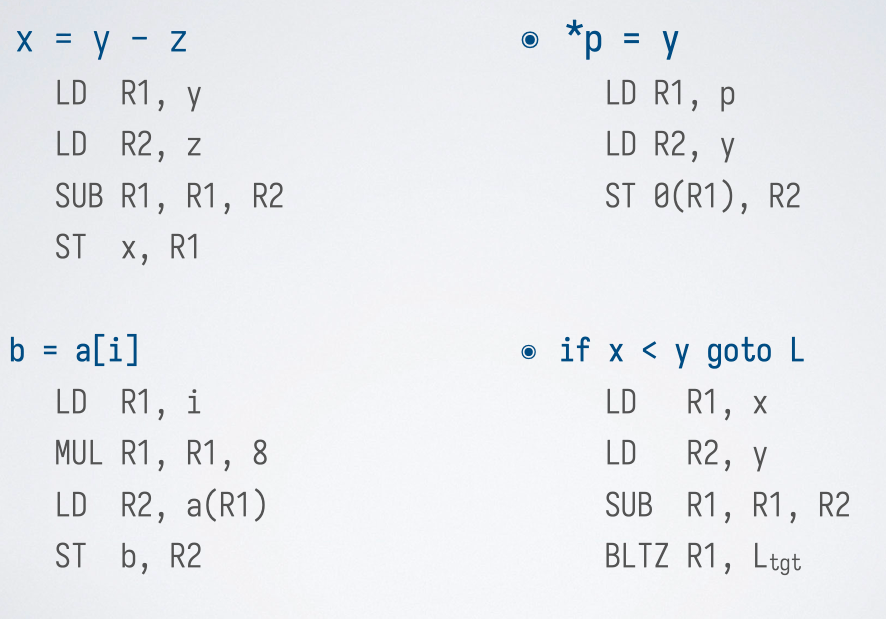 x = y - z
LD R1, y
LD R2, z
SUB R1, R1, R2
ST x, R1
b = a[i]
LD R1, i
MUL R1, R1, 8
LD R2, a(R1)
ST b, R2
◉ *p = y
LD R1, p
LD R2, y
ST 0(R1), R2
◉ if x < y goto L
LD R1, x
LD R2, y
SUB R1, R1, R2
BLTZ R1, Ltgt